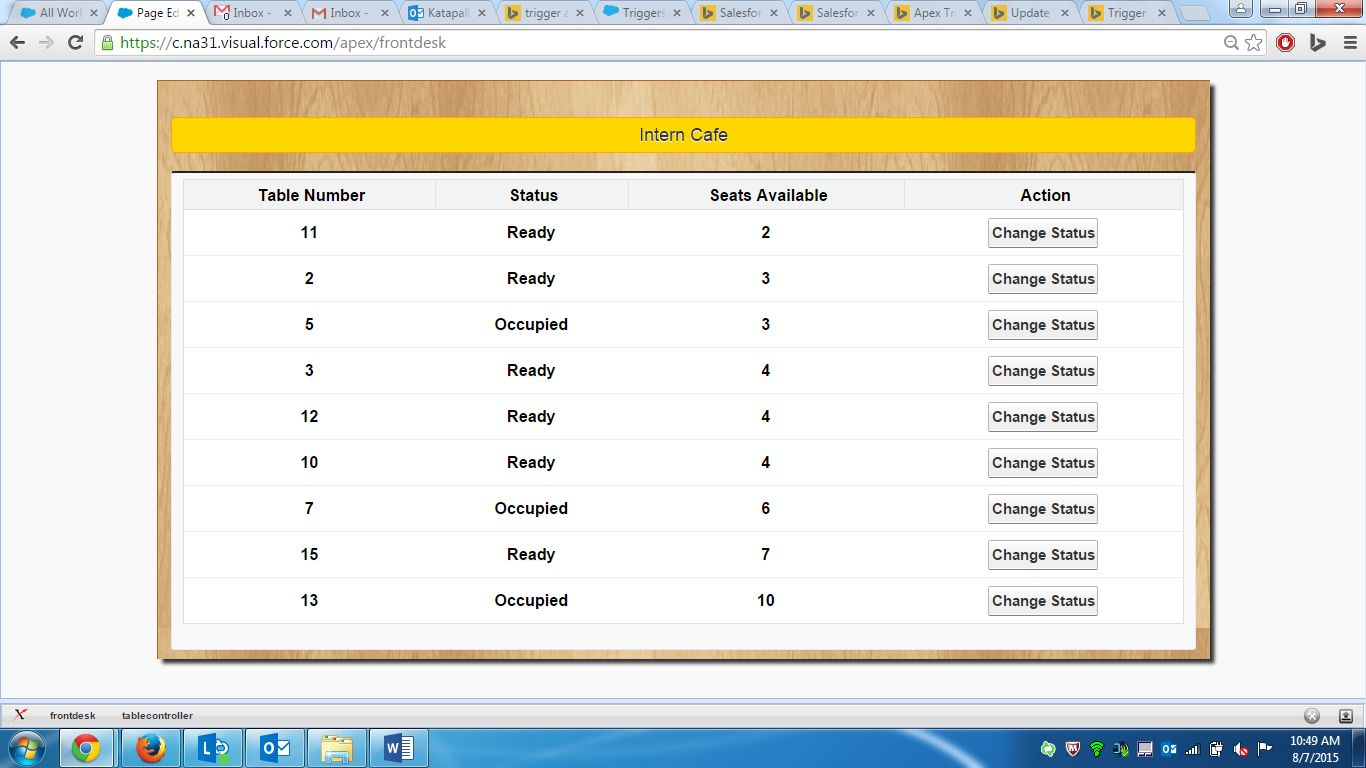 All Worl Page Ed Inbox - Inbox - Katapall trigger a Triggers Salesfor Salesfor Apex Tri Update Trigger
https://c.na31.visual.force.com/apex/frontdesk
Intern Cafe
Table Number Status Seats Available Action
11 Ready 2 Change Status
2 Ready 3 Change Status
5 Occupied 3 Change Status
3 Ready 4 Change Status
12 Ready 4 Change Status
10 Ready 4 Change Status
7 Occupied 6 Change Status
15 Ready 7 Change Status
13 Occupied 10 Change Status
frontdesk tablecontroller
10:49 AM
8/7/2015